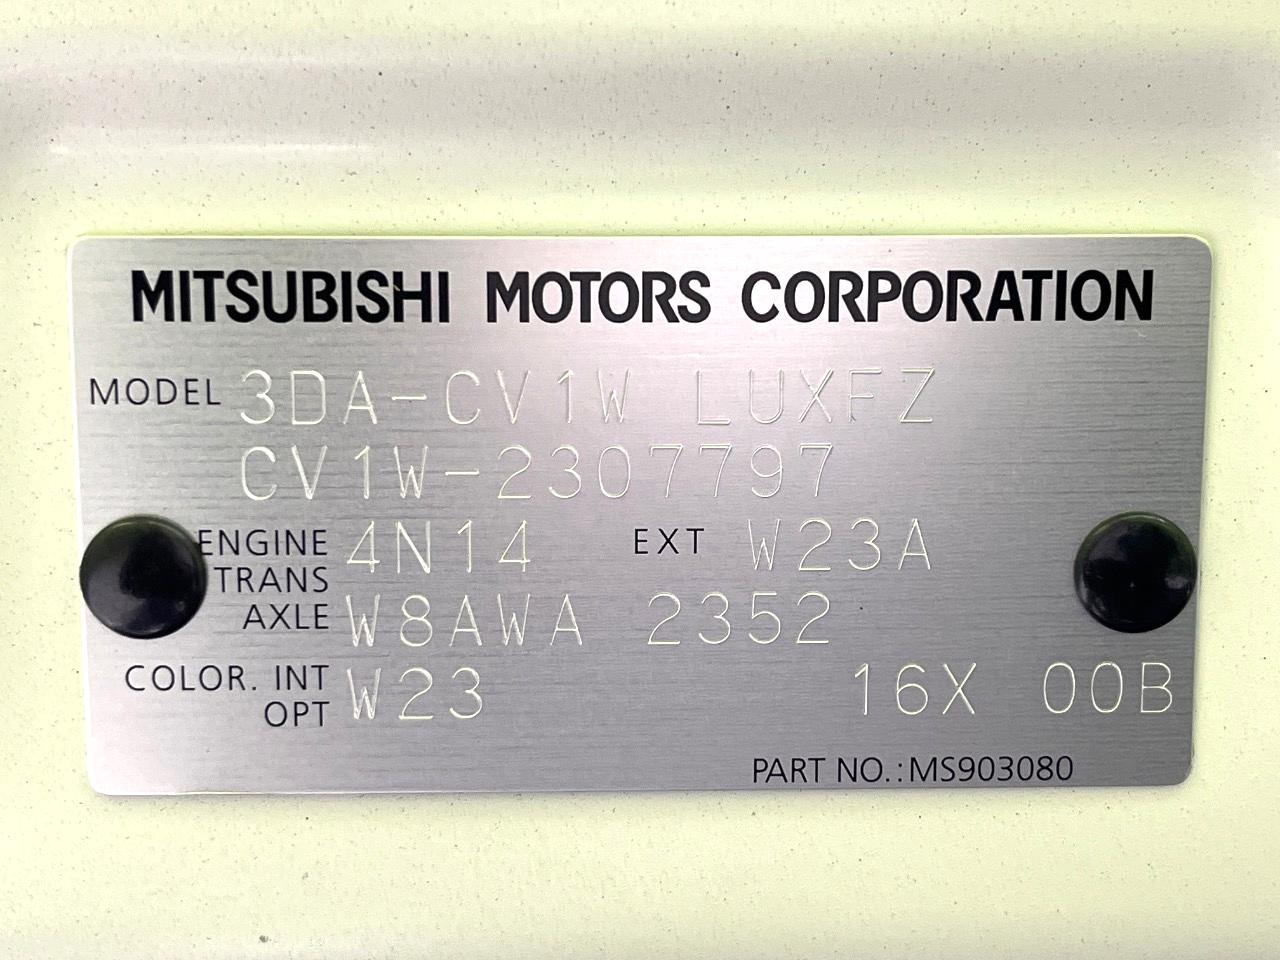 MITSUBISHI MOTORS CORPORATION
MODEL 3DA-CV1W LUXFZ
CV1W-2307797
ENGINE 4N14 EXT W23A
TRANS
AXLE W8AWA 2352
COLOR. INT W23 16X 00B
OPT
PART NO.:MS903080